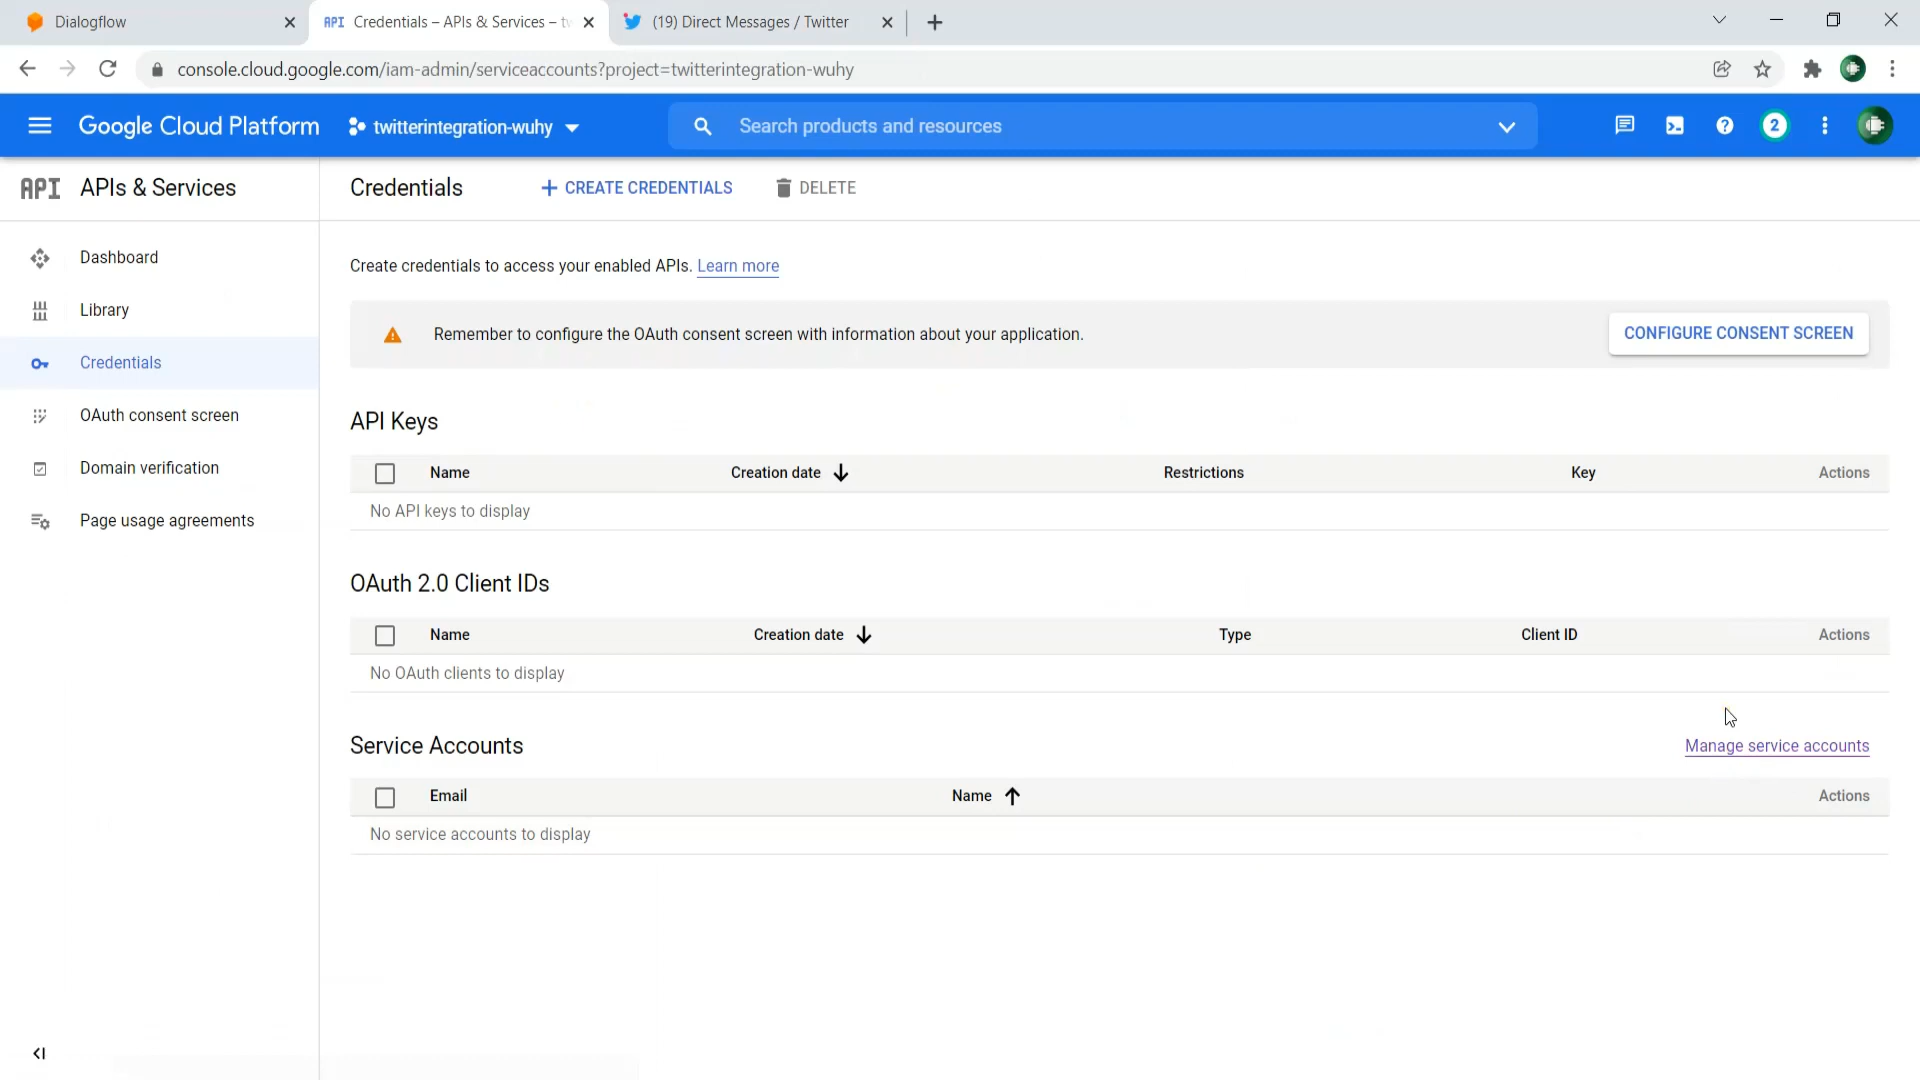 Dialogflow
API Credentials – APIs & Services – tw
(19) Direct Messages / Twitter
console.cloud.google.com/iam-admin/serviceaccounts?project=twitterintegration-wuhy
Google Cloud Platform
twitterintegration-wuhy
Search products and resources
2
API APIs & Services
Credentials
CREATE CREDENTIALS
DELETE
Dashboard
Library
Credentials
OAuth consent screen
Domain verification
Page usage agreements
Create credentials to access your enabled APIs. Learn more
Remember to configure the OAuth consent screen with information about your application.
CONFIGURE CONSENT SCREEN
API Keys
Name Creation date Restrictions Key Actions
No API keys to display
OAuth 2.0 Client IDs
Name Creation date Type Client ID Actions
No OAuth clients to display
Service Accounts
Manage service accounts
Email Name Actions
No service accounts to display